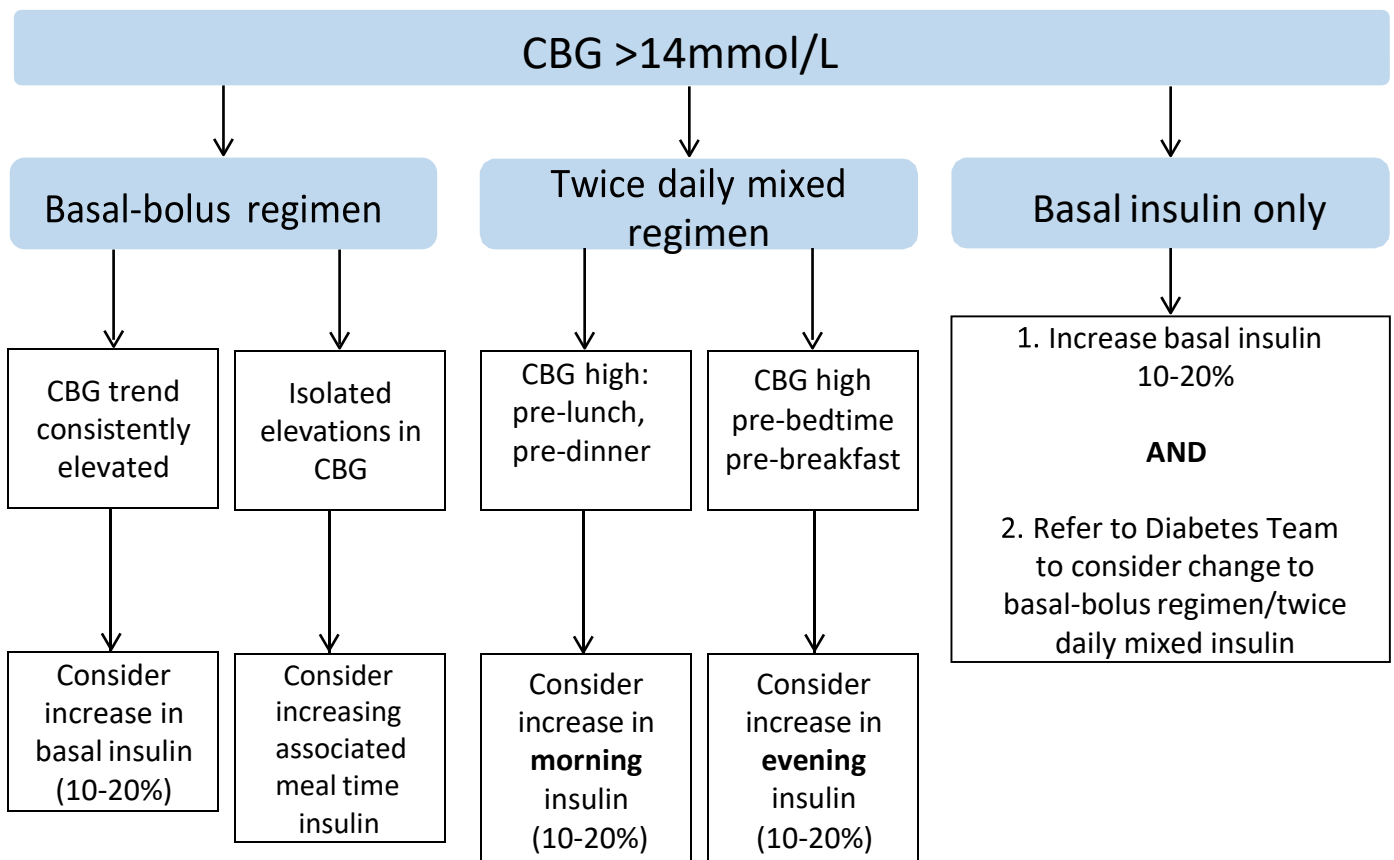 CBG >14mmol/L
Basal-bolus regimen
Twice daily mixed
regimen
Basal insulin only
CBG trend
consistently
elevated
Isolated
elevations in
CBG
CBG high:
pre-lunch,
pre-dinner
CBG high
pre-bedtime
pre-breakfast
1. Increase basal insulin
10-20%
AND
2. Refer to Diabetes Team
to consider change to
basal-bolus regimen/twice
daily mixed insulin
Consider
increase in
basal insulin
(10-20%)
Consider
increasing
associated
meal time
insulin
Consider
increase in
morning
insulin
(10-20%)
Consider
increase in
evening
insulin
(10-20%)